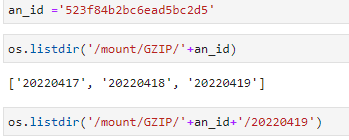 an_id ='523f84b2bc6ead5bc2d5'
os.listdir('/mount/GZIP/'+an_id)
['20220417', '20220418', '20220419']
os.listdir('/mount/GZIP/'+an_id+'/20220419')